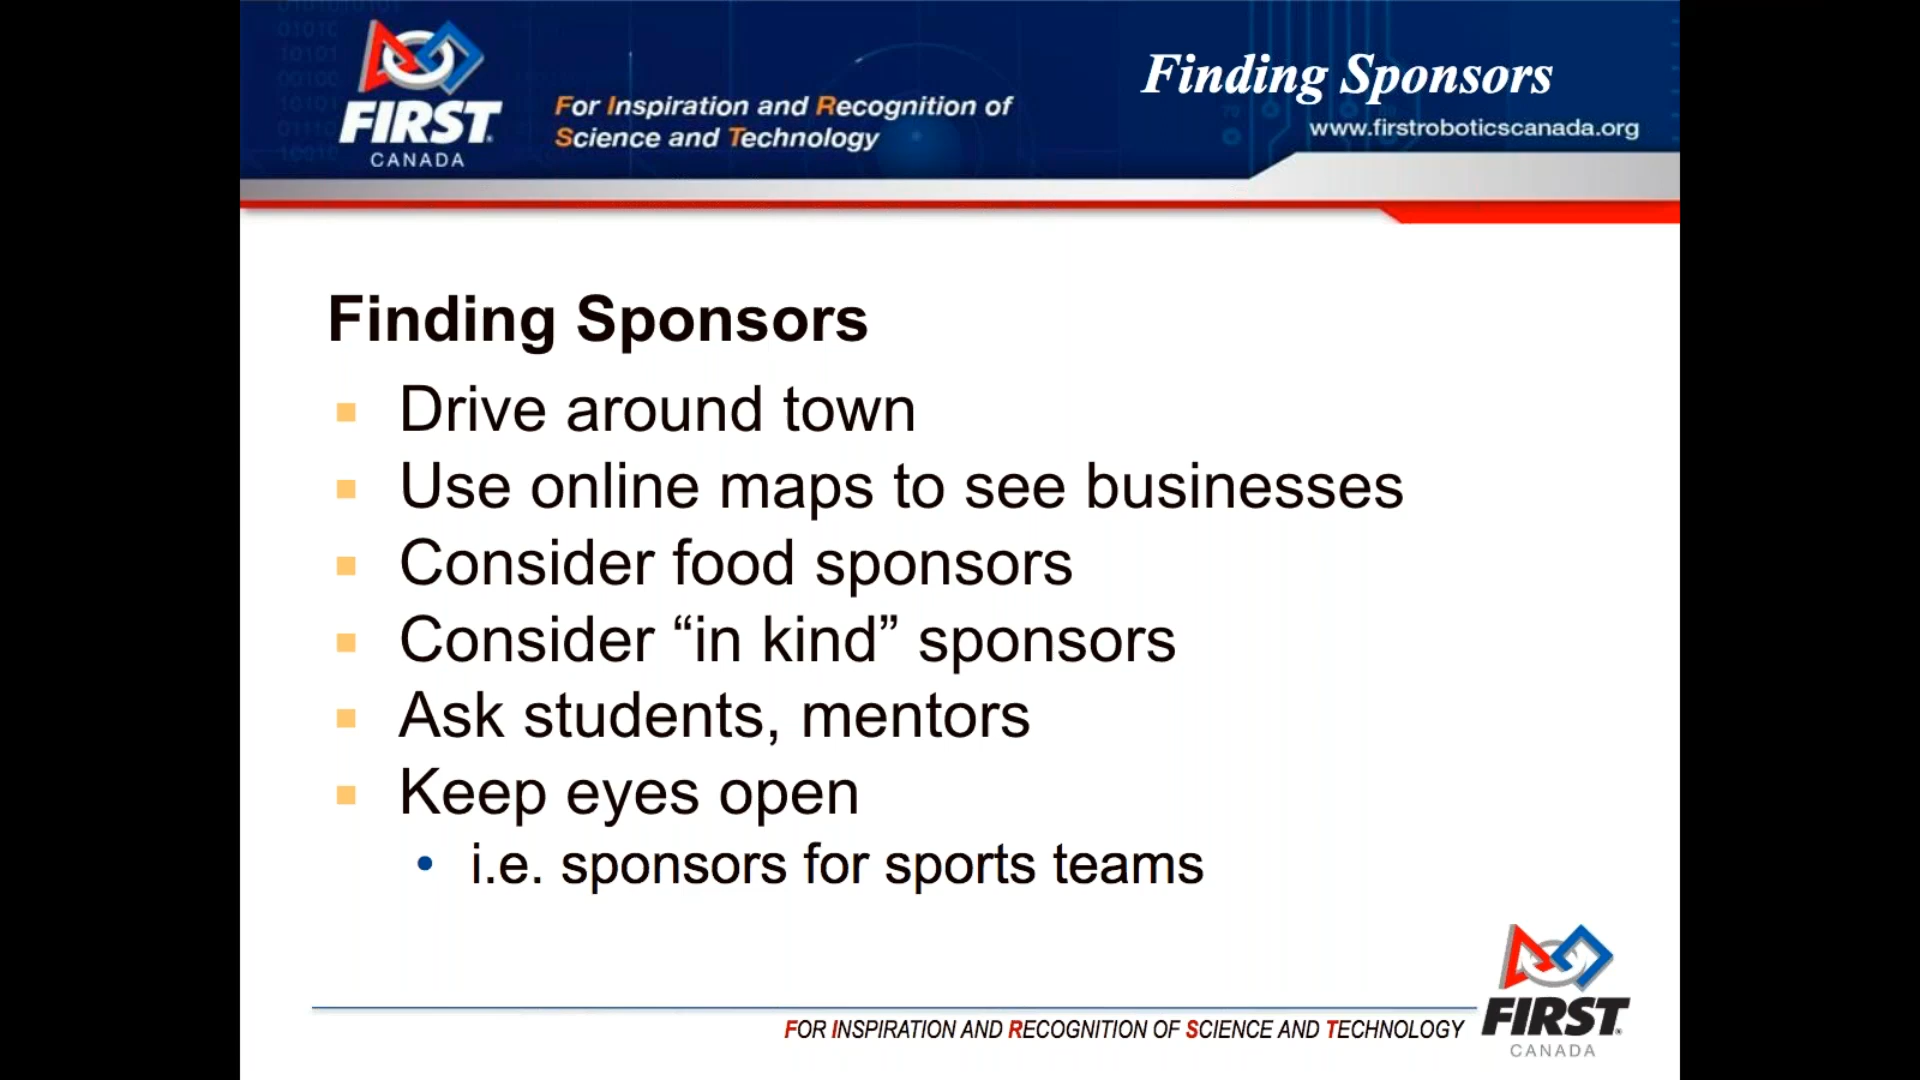 FIRST
CANADA
For Inspiration and Recognition of
Science and Technology
Finding Sponsors
www.firstroboticscanada.org
Finding Sponsors
Drive around town
Use online maps to see businesses
Consider food sponsors
Consider “in kind” sponsors
Ask students, mentors
Keep eyes open
i.e. sponsors for sports teams
FOR INSPIRATION AND RECOGNITION OF SCIENCE AND TECHNOLOGY
FIRST
CANADA